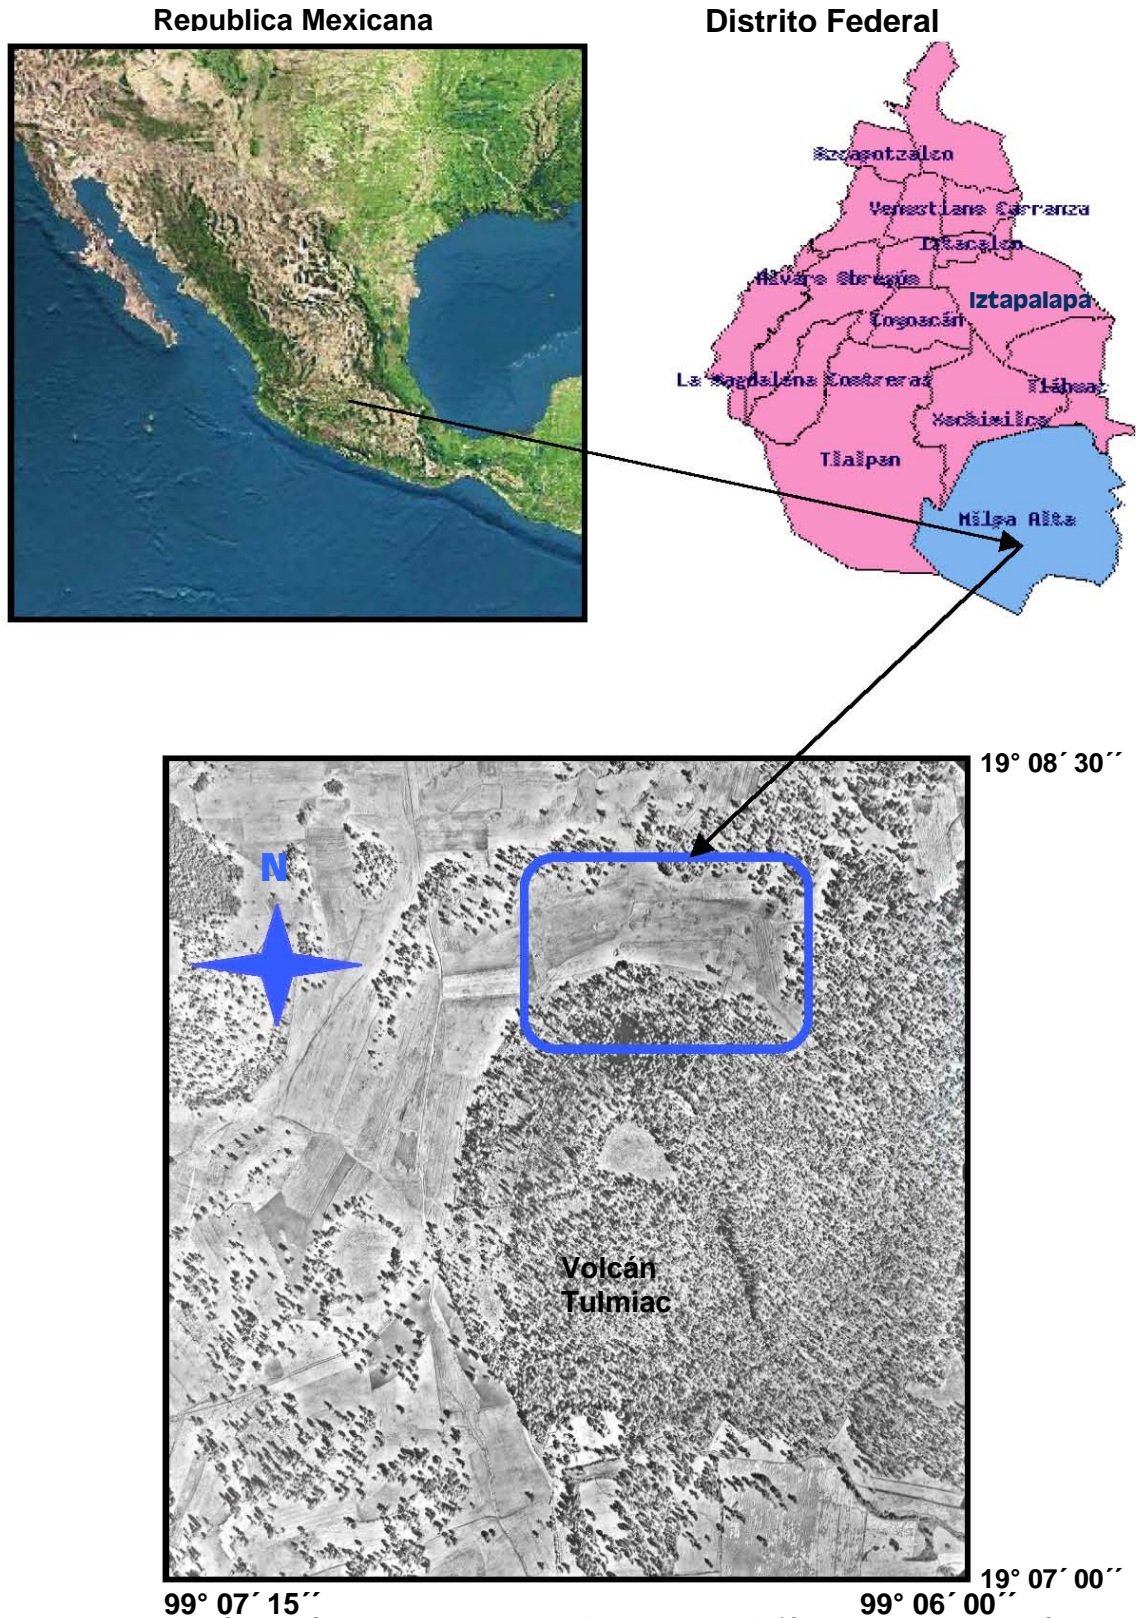 Republica Mexicana
Distrito Federal
Azcapotzalco
Venustiano Carranza
Iztacalco
Alvaro Obregón
Iztapalapa
Coyoacán
La Magdalena Contreras
Tláhuac
Xochimilco
Tlalpan
Milpa Alta
19° 08´ 30´´
N
Volcán
Tulmiac
19° 07´ 00´´
99° 07´ 15´´
99° 06´ 00´´